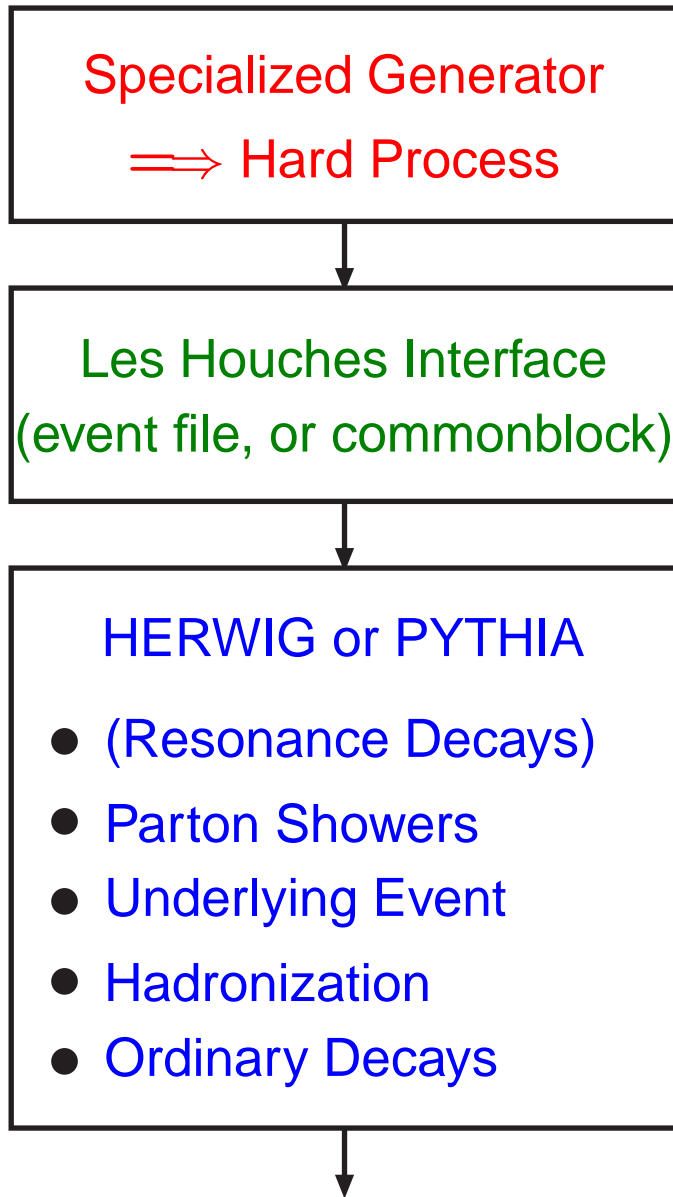 Specialized Generator
⟹ Hard Process
Les Houches Interface
(event file, or commonblock)
HERWIG or PYTHIA
● (Resonance Decays)
● Parton Showers
● Underlying Event
● Hadronization
● Ordinary Decays